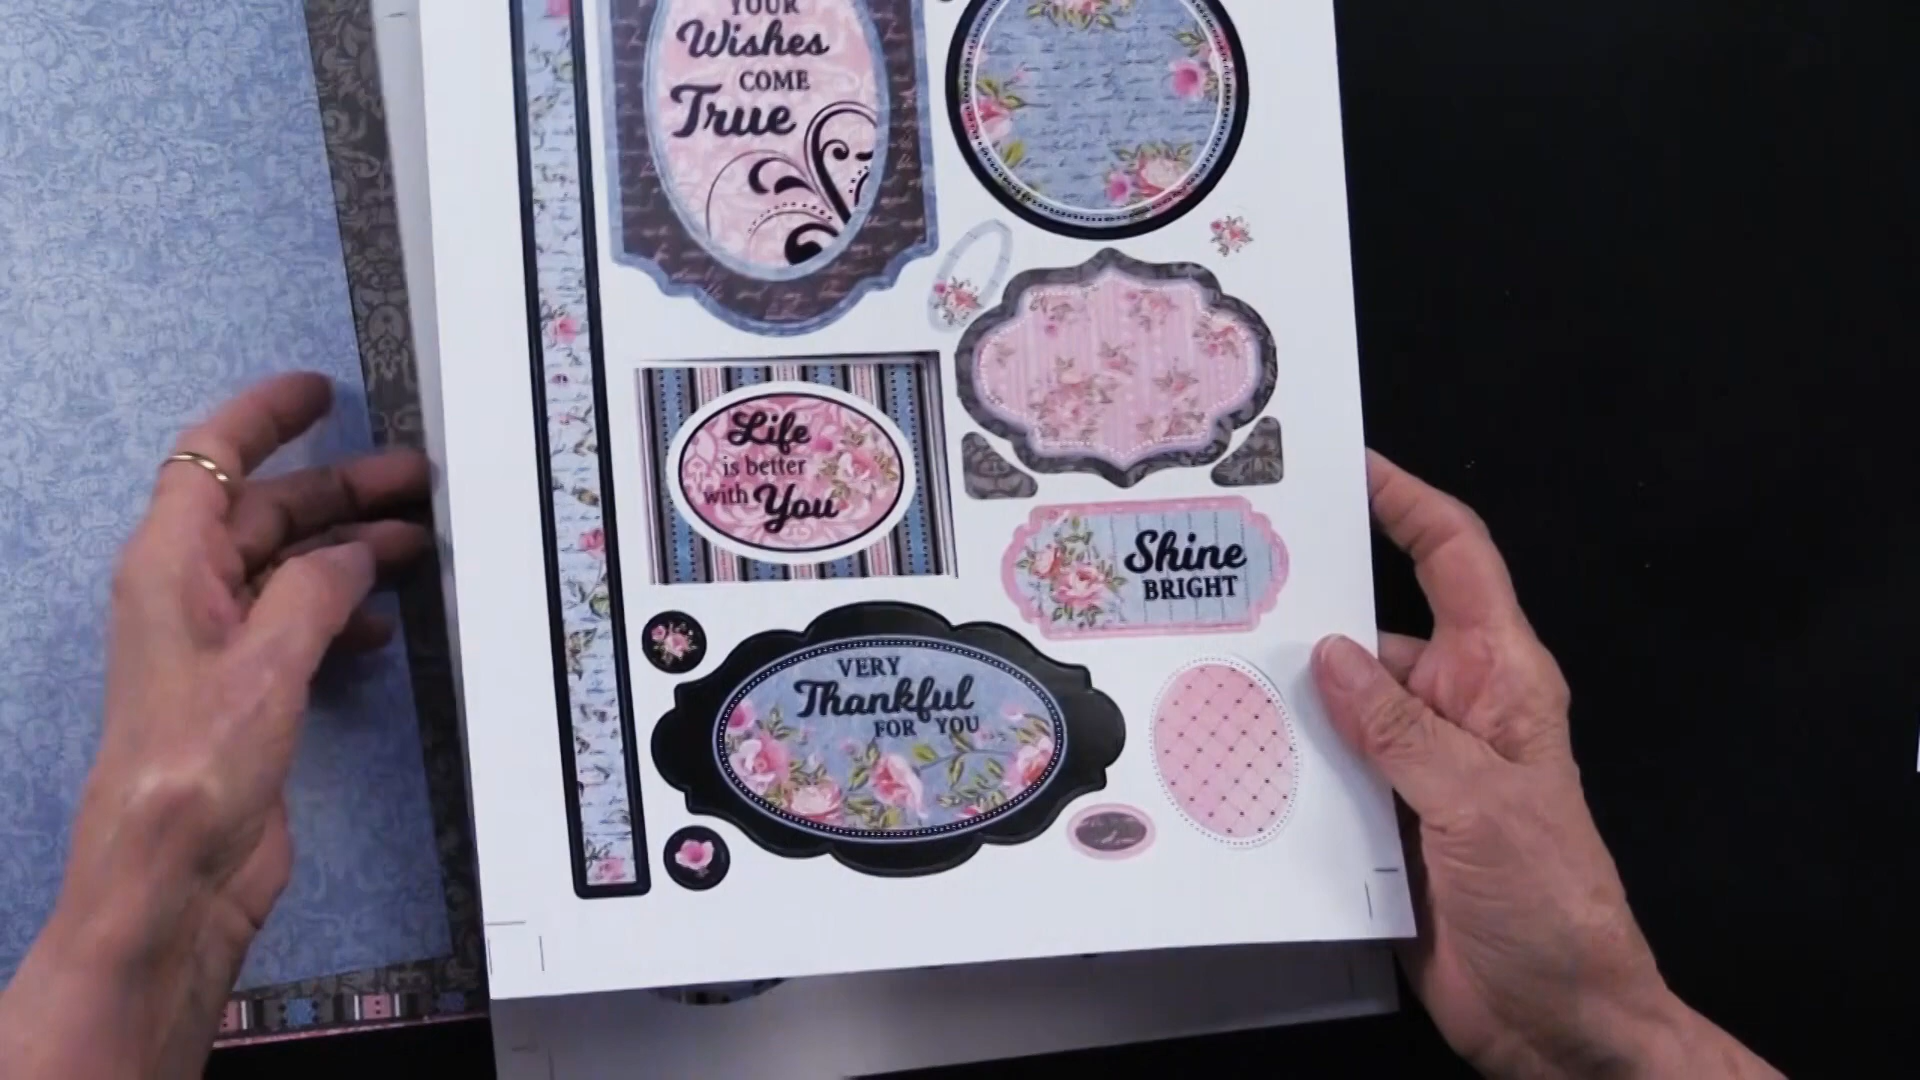 YOUR
Wishes
COME
True
Life
is better
with You
Shine
BRIGHT
VERY
Thankful
FOR YOU